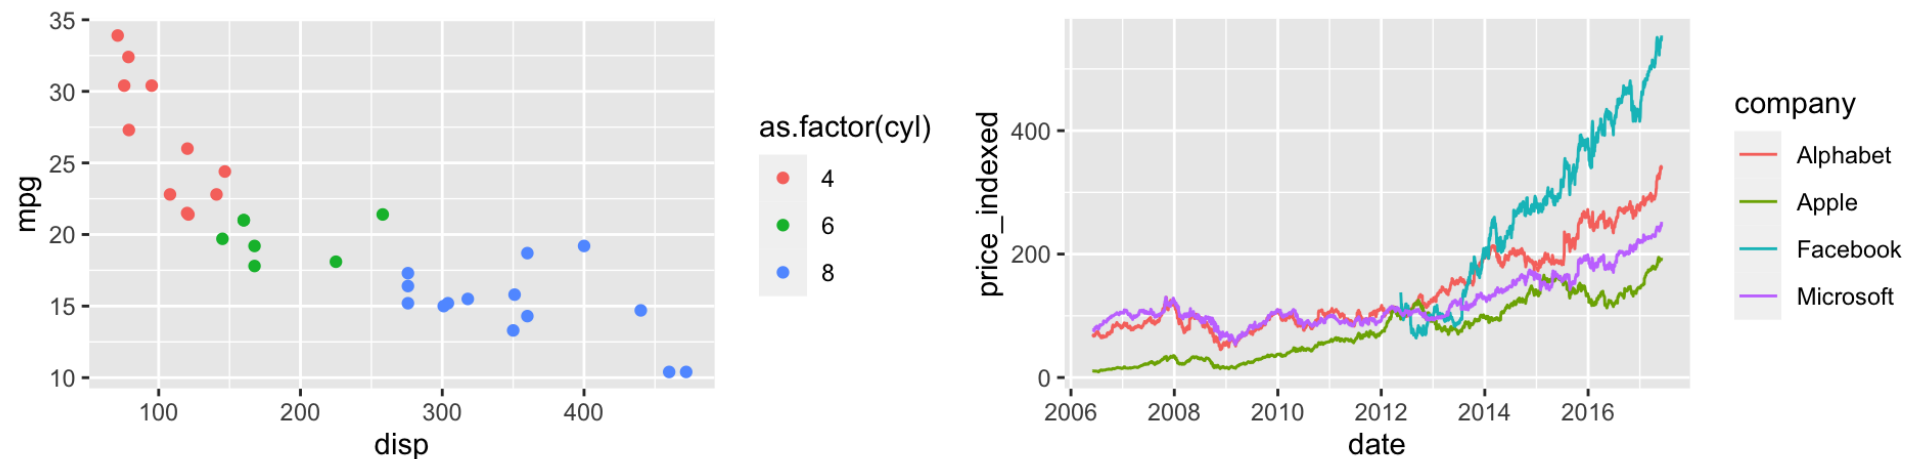 35
30
25
20
15
10
mpg
100 200 300 400
disp
as.factor(cyl)
4
6
8
price_indexed
400
200
0
2006 2008 2010 2012 2014 2016
date
company
Alphabet
Apple
Facebook
Microsoft